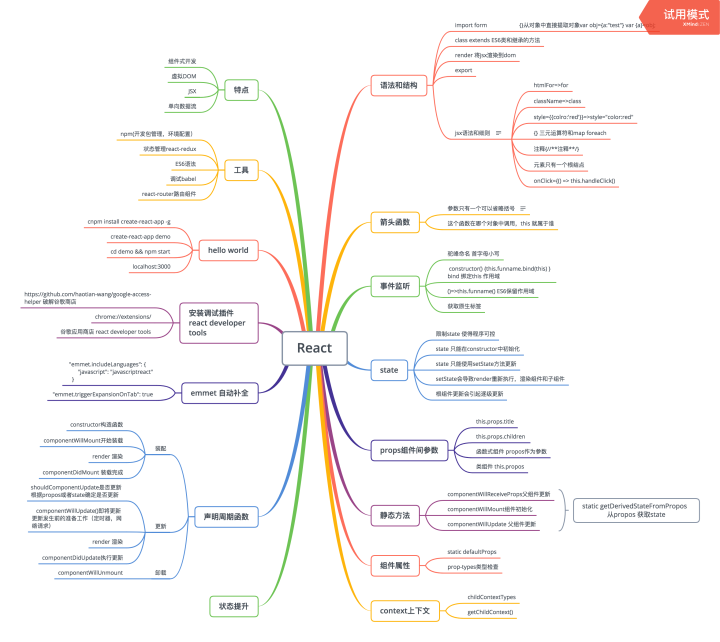 试用模式
XMind:ZEN
React
特点
组件式开发
虚拟DOM
JSX
单向数据流
工具
npm(开发包管理，环境配置）
状态管理react-redux
ES6语法
调试babel
react-router路由组件
hello world
cnpm install create-react-app -g
create-react-app demo
cd demo && npm start
localhost:3000
安装调试插件
react developer
tools
https://github.com/haotian-wang/google-access-
helper 破解谷歌商店
chrome://extensions/
谷歌应用商店 react developer tools
emmet 自动补全
"emmet.includeLanguages": {
"javascript": "javascriptreact"
}
"emmet.triggerExpansionOnTab": true
声明周期函数
装配
constructor构造函数
componentWillMount开始装载
render 渲染
componentDidMount 装载完成
更新
shouldComponentUpdate是否更新
根据propos或者state确定是否更新
componentWillUpdate()即将更新
更新发生前的准备工作（定时器，网
络请求）
render 渲染
componentDidUpdate执行更新
卸载
componentWillUnmount
状态提升
语法和结构
import form
{}从对象中直接提取对象var obj={a:"test"} var {a}=obj
class extends ES6类和继承的方法
render 将jsx渲染到dom
export
jsx语法和规则
htmlFor=>for
className=>class
style={{colro:'red'}}=>style="color:red"
{} 三元运算符和map foreach
注释{/**注释**/}
元素只有一个根结点
onClick={() => this.handleClick()
箭头函数
参数只有一个可以省略括号
这个函数在哪个对象中调用，this 就属于谁
事件监听
驼峰命名 首字母小写
constructor() {this.funname.bind(this) }
bind 绑定this 作用域
()=>this.funname() ES6保留作用域
获取原生标签
state
限制state 使得程序可控
state 只能在constructor中初始化
state 只能使用setState方法更新
setState会导致render重新执行，渲染组件和子组件
根组件更新会引起逐级更新
props组件间参数
this.props.title
this.props.children
函数式组件 propos作为参数
类组件 this.propos
静态方法
componentWillReceiveProps父组件更新
componentWillMount组件初始化
componentWillUpdate 父组件更新
static getDerivedStateFromPropos
从propos 获取state
组件属性
static defaultProps
prop-types类型检查
context上下文
childContextTypes
getChildContext()